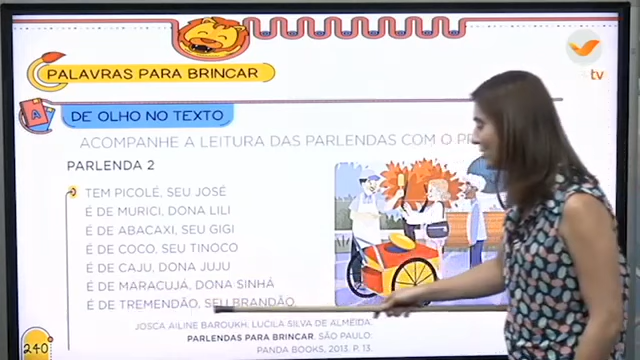 PALAVRAS PARA BRINCAR
tv
A
DE OLHO NO TEXTO
ACOMPANHE A LEITURA DAS PARLENDAS COM O
PARLENDA 2
TEM PICOLÉ, SEU JOSÉ
É DE MURICI, DONA LILI
É DE ABACAXI, SEU GIGI
É DE COCO, SEU TINOCO
É DE CAJU, DONA JUJU
É DE MARACUJÁ, DONA SINHÁ
É DE TREMENDÃO, SEU BRANDÃO.
JOSCA AILINE BAROUKH, LUCILA SILVA DE ALMEIDA.
PARLENDAS PARA BRINCAR. SÃO PAULO:
PANDA BOOKS, 2013. P. 13.
240